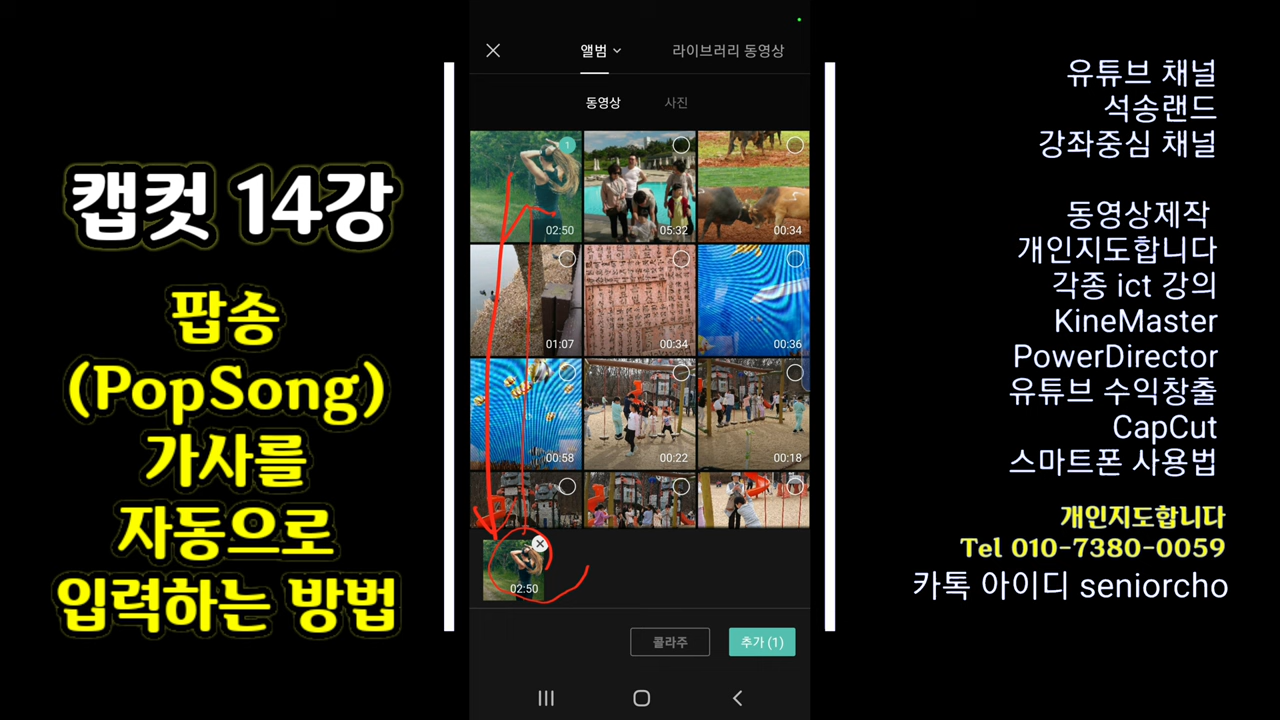 캡컷 14강
팝송
(PopSong)
가사를
자동으로
입력하는 방법
앨범
라이브러리 동영상
동영상
사진
1
02:50
05:32
00:34
01:07
00:34
00:36
00:58
00:22
00:18
02:50
콜라주
추가 (1)
유튜브 채널
석송랜드
강좌중심 채널
동영상제작
개인지도합니다
각종 ict 강의
KineMaster
PowerDirector
유튜브 수익창출
CapCut
스마트폰 사용법
개인지도합니다
Tel 010-7380-0059
카톡 아이디 seniorcho